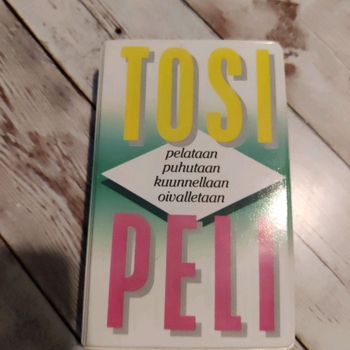 TOSI
pelataan
puhutaan
kuunnellaan
oivalletaan
PELI